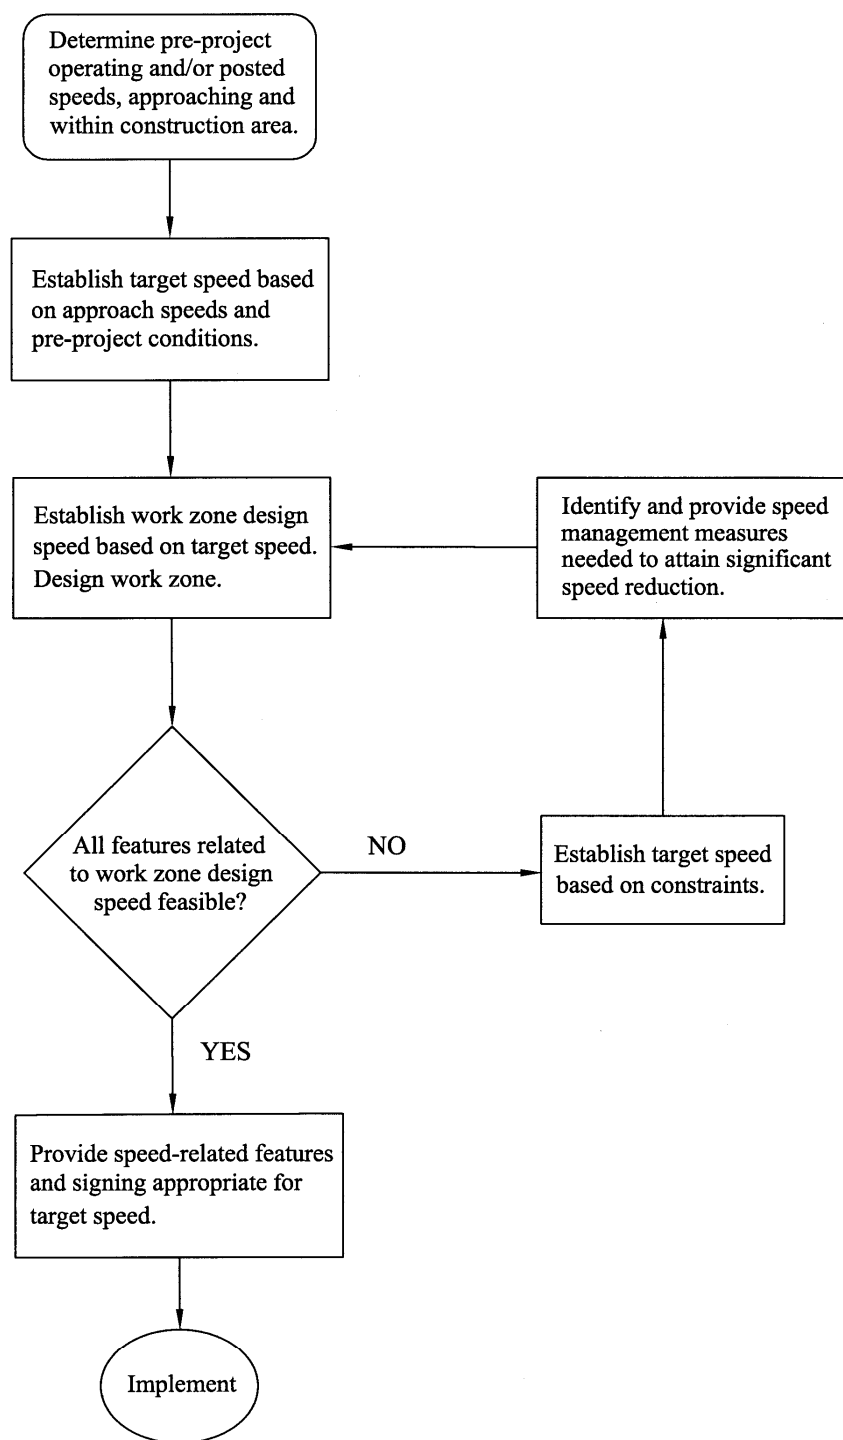 Determine pre-project
operating and/or posted
speeds, approaching and
within construction area.
Establish target speed based
on approach speeds and
pre-project conditions.
Establish work zone design
speed based on target speed.
Design work zone.
Identify and provide speed
management measures
needed to attain significant
speed reduction.
All features related
to work zone design
speed feasible?
NO
Establish target speed
based on constraints.
YES
Provide speed-related features
and signing appropriate for
target speed.
Implement